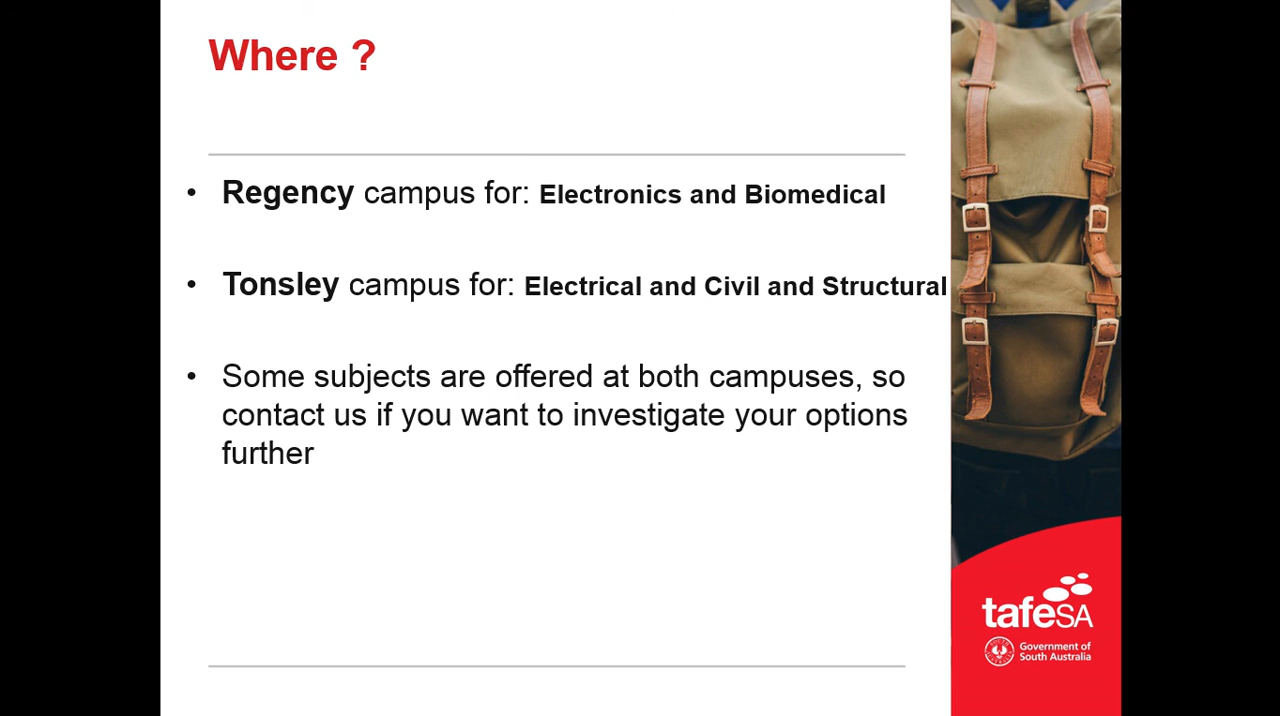 Where ?
• Regency campus for: Electronics and Biomedical
• Tonsley campus for: Electrical and Civil and Structural
• Some subjects are offered at both campuses, so
contact us if you want to investigate your options
further
tafeSA
Government of
South Australia